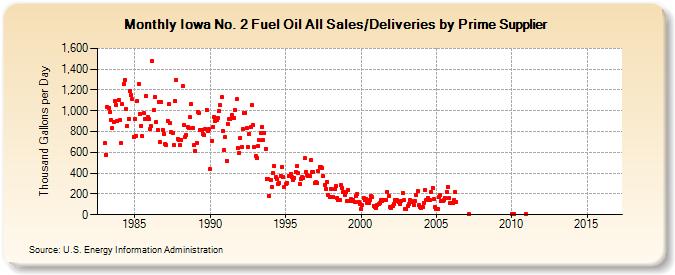 Monthly Iowa No. 2 Fuel Oil All Sales/Deliveries by Prime Supplier
Thousand Gallons per Day
1,600
1,400
1,200
1,000
800
600
400
200
0
1985 1990 1995 2000 2005 2010 2015
Source: U.S. Energy Information Administration